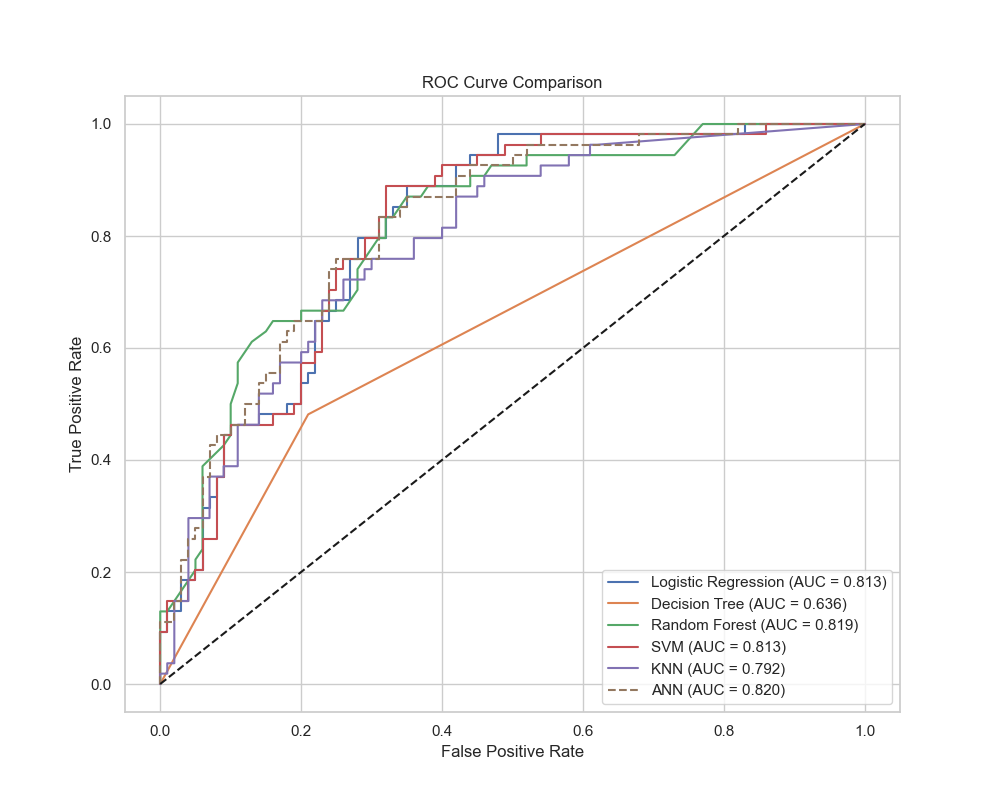 ROC Curve Comparison
1.0
0.8
0.6
0.4
0.2
0.0
True Positive Rate
0.0 0.2 0.4 0.6 0.8 1.0
False Positive Rate
Logistic Regression (AUC = 0.813)
Decision Tree (AUC = 0.636)
Random Forest (AUC = 0.819)
SVM (AUC = 0.813)
KNN (AUC = 0.792)
ANN (AUC = 0.820)